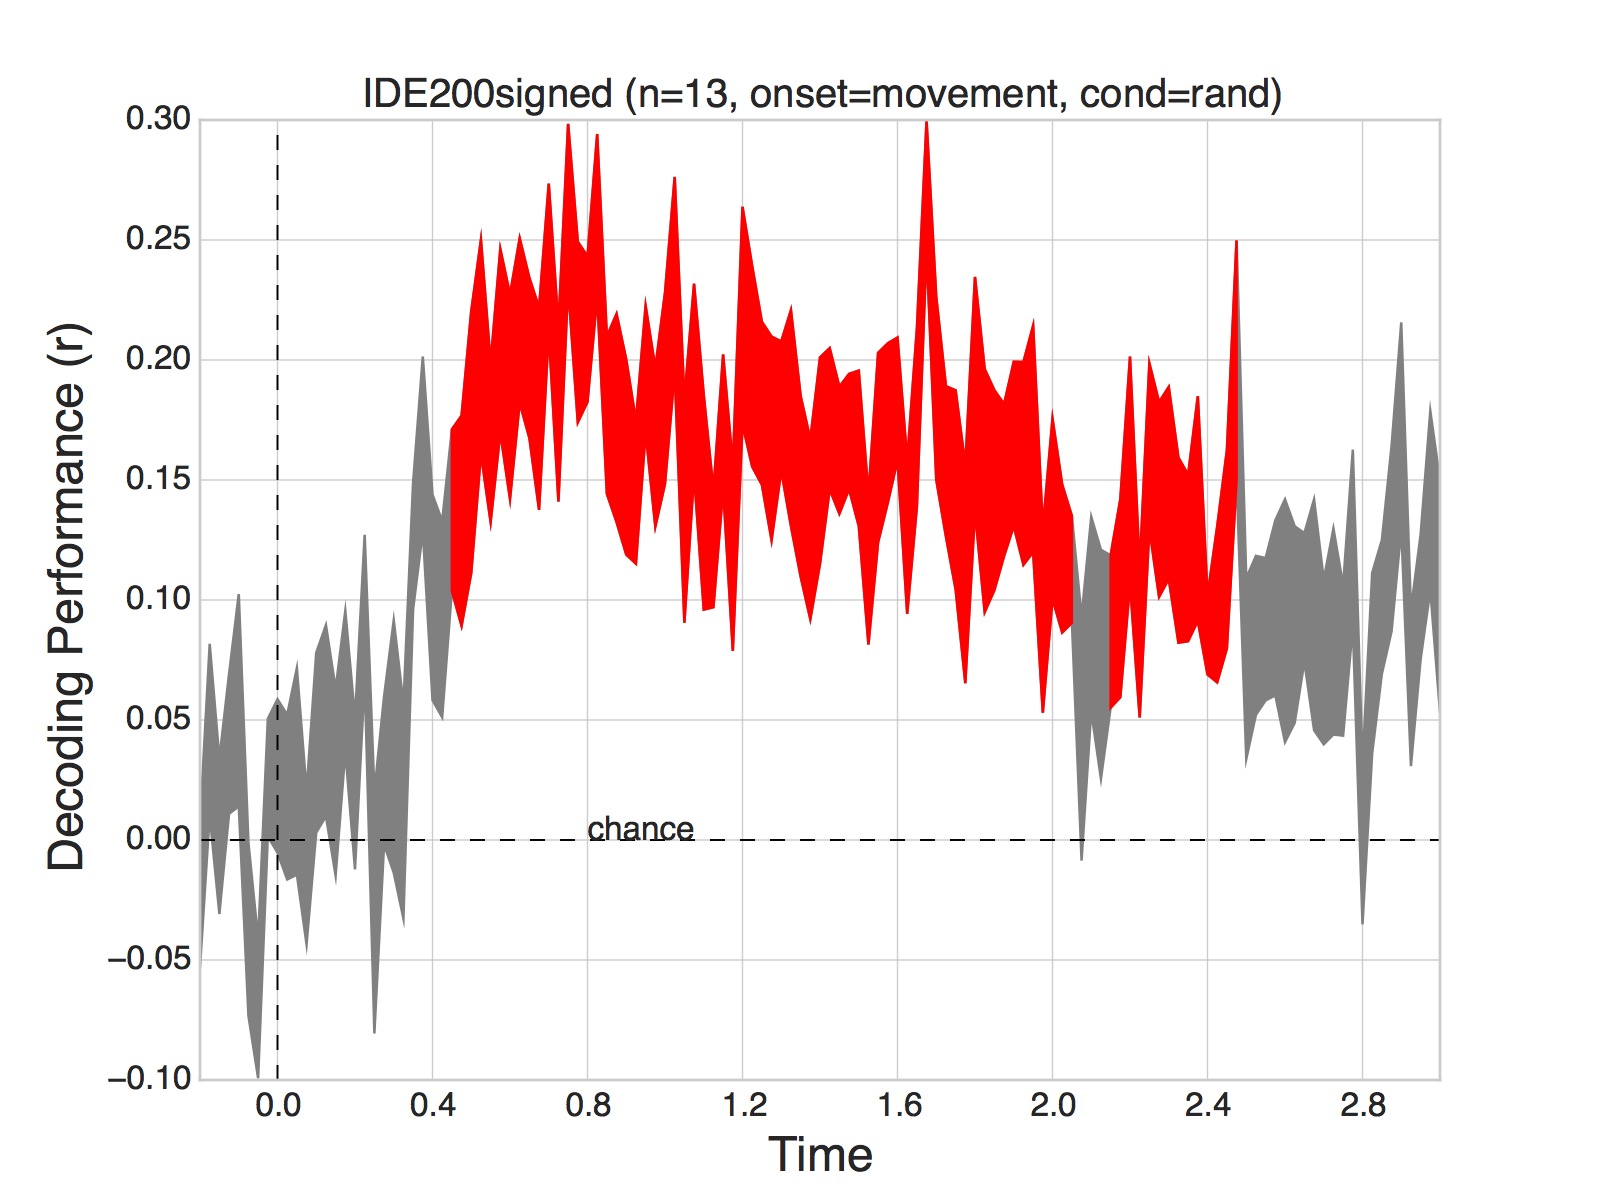 IDE200signed (n=13, onset=movement, cond=rand)
0.30
0.25
0.20
0.15
0.10
0.05
0.00
−0.05
−0.10
Decoding Performance (r)
chance
0.0 0.4 0.8 1.2 1.6 2.0 2.4 2.8
Time